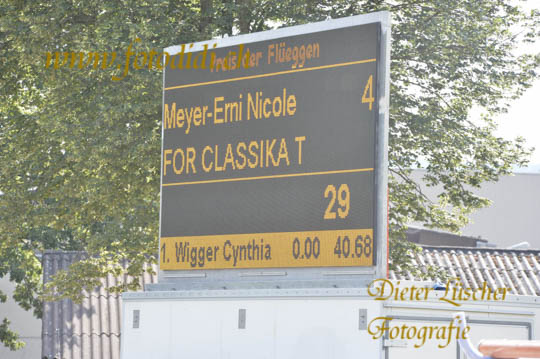 www.fotodidi.ch
Preis der Flüeggen
Meyer-Erni Nicole 4
FOR CLASSIKA T
29
1. Wigger Cynthia 0.00 40.68
Dieter Lüscher
Fotografie